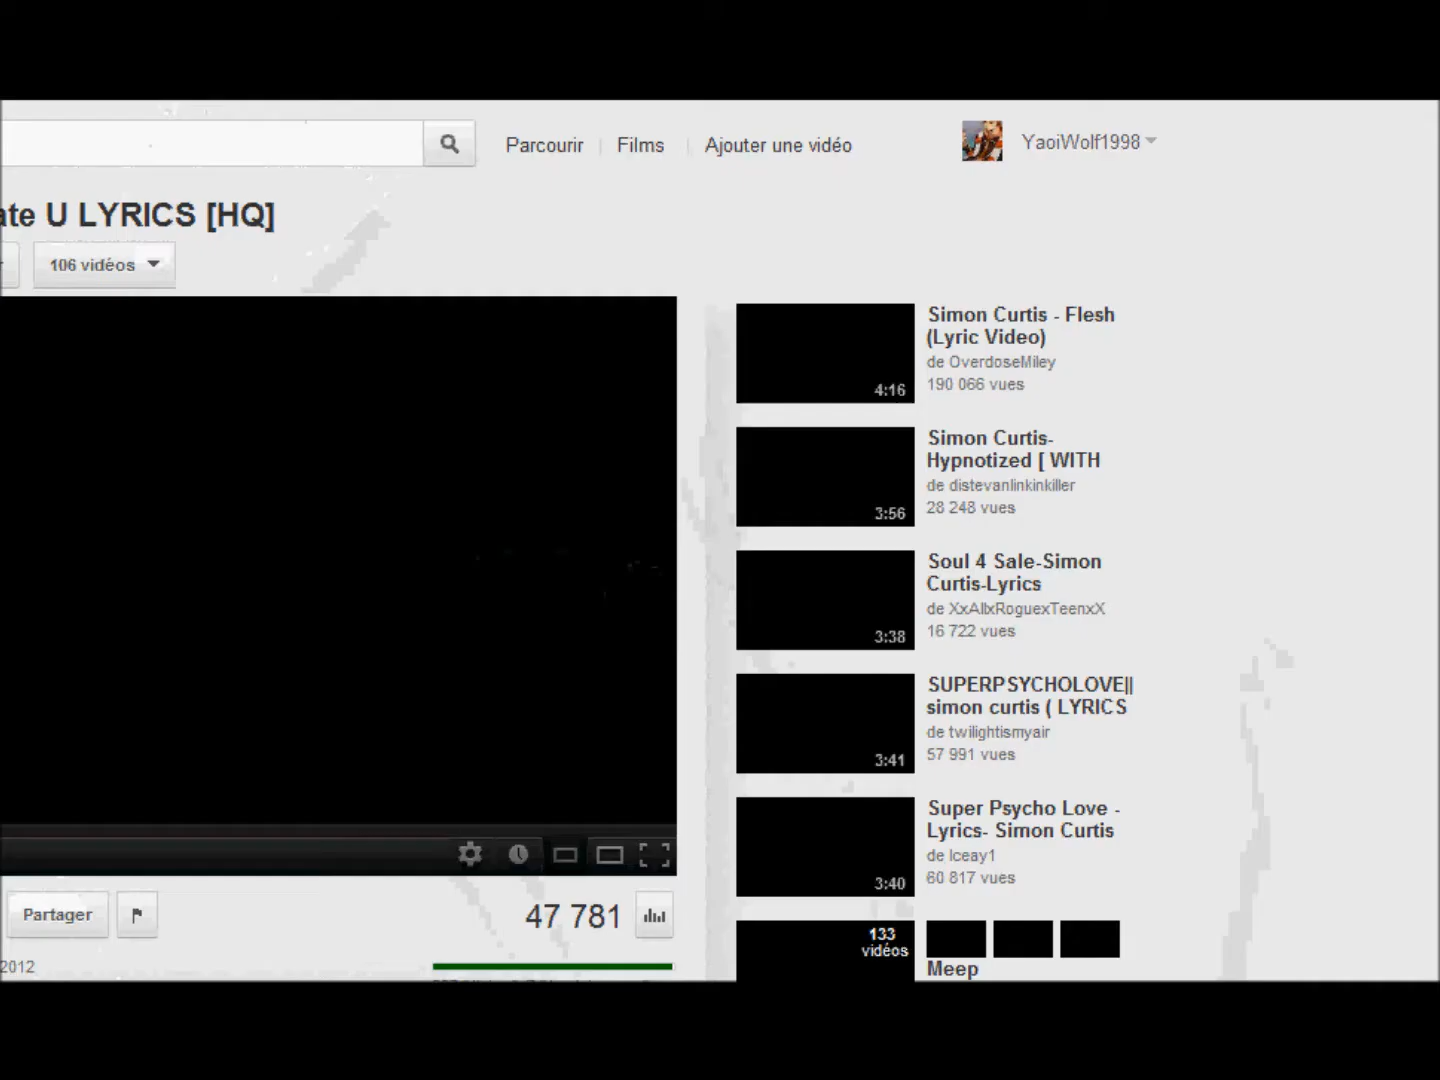 Parcourir
Films
Ajouter une vidéo
YaoiWolf1998
ate U LYRICS [HQ]
106 vidéos
Simon Curtis - Flesh
(Lyric Video)
de OverdoseMiley
190 066 vues
4:16
Simon Curtis-
Hypnotized [ WITH
de distevanlinkinkiller
28 248 vues
3:56
Soul 4 Sale-Simon
Curtis-Lyrics
de XxAllxRoguexTeenxX
16 722 vues
3:38
SUPERPSYCHOLOVE||
simon curtis ( LYRICS
de twilightismyair
57 991 vues
3:41
Super Psycho Love -
Lyrics- Simon Curtis
de Iceay1
60 817 vues
3:40
Partager
47 781
2012
133
vidéos
Meep